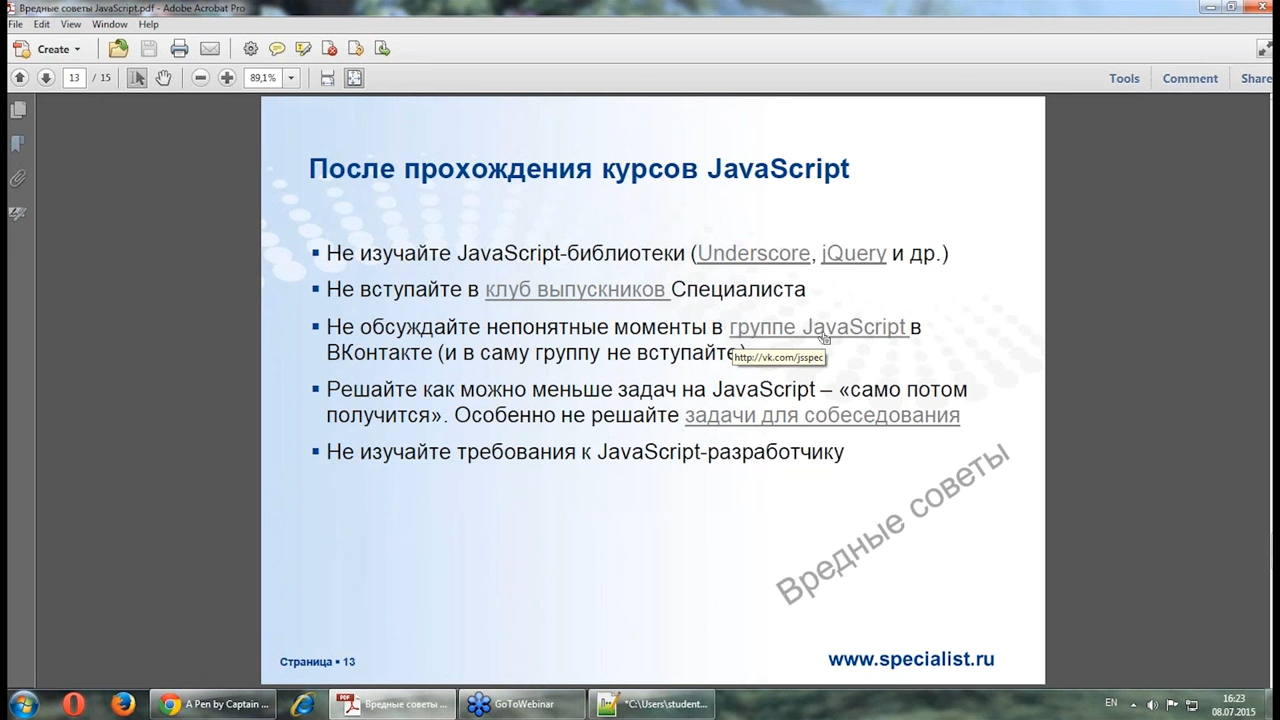 Вредные советы JavaScript.pdf - Adobe Acrobat Pro
File Edit View Window Help
Create
13 / 15 89,1% Tools Comment Share
После прохождения курсов JavaScript
▪ Не изучайте JavaScript-библиотеки (Underscore, jQuery и др.)
▪ Не вступайте в клуб выпускников Специалиста
▪ Не обсуждайте непонятные моменты в группе JavaScript в
ВКонтакте (и в саму группу не вступайте)
http://vk.com/jsspec
▪ Решайте как можно меньше задач на JavaScript – «само потом
получится». Особенно не решайте задачи для собеседования
▪ Не изучайте требования к JavaScript-разработчику
Вредные советы
Страница ▪ 13
www.specialist.ru
A Pen by Captain ... Вредные советы ... GoToWebinar *C:\Users\student... EN 16:23
08.07.2015